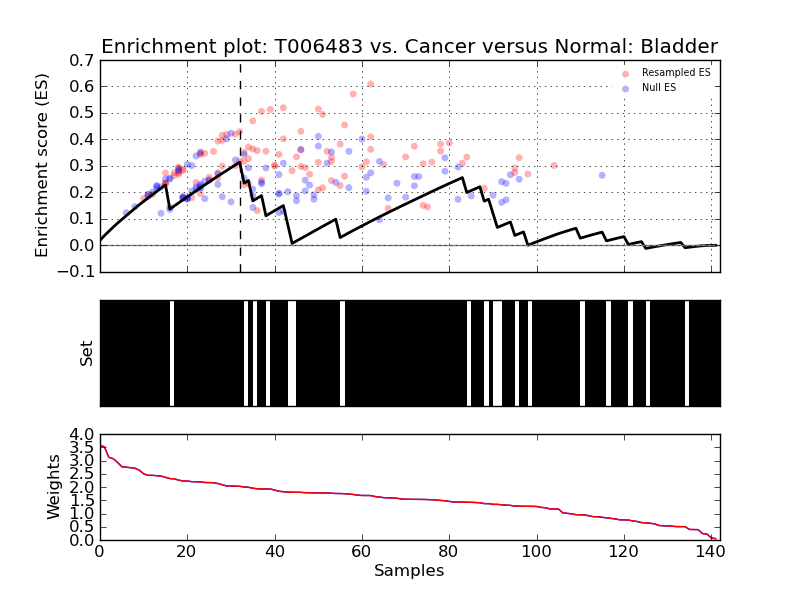 Enrichment plot: T006483 vs. Cancer versus Normal: Bladder
0.7
0.6
0.5
0.4
0.3
0.2
0.1
0.0
−0.1
Enrichment score (ES)
Resampled ES
Null ES
Set
4.0
3.5
3.0
2.5
2.0
1.5
1.0
0.5
0.0
Weights
0 20 40 60 80 100 120 140
Samples